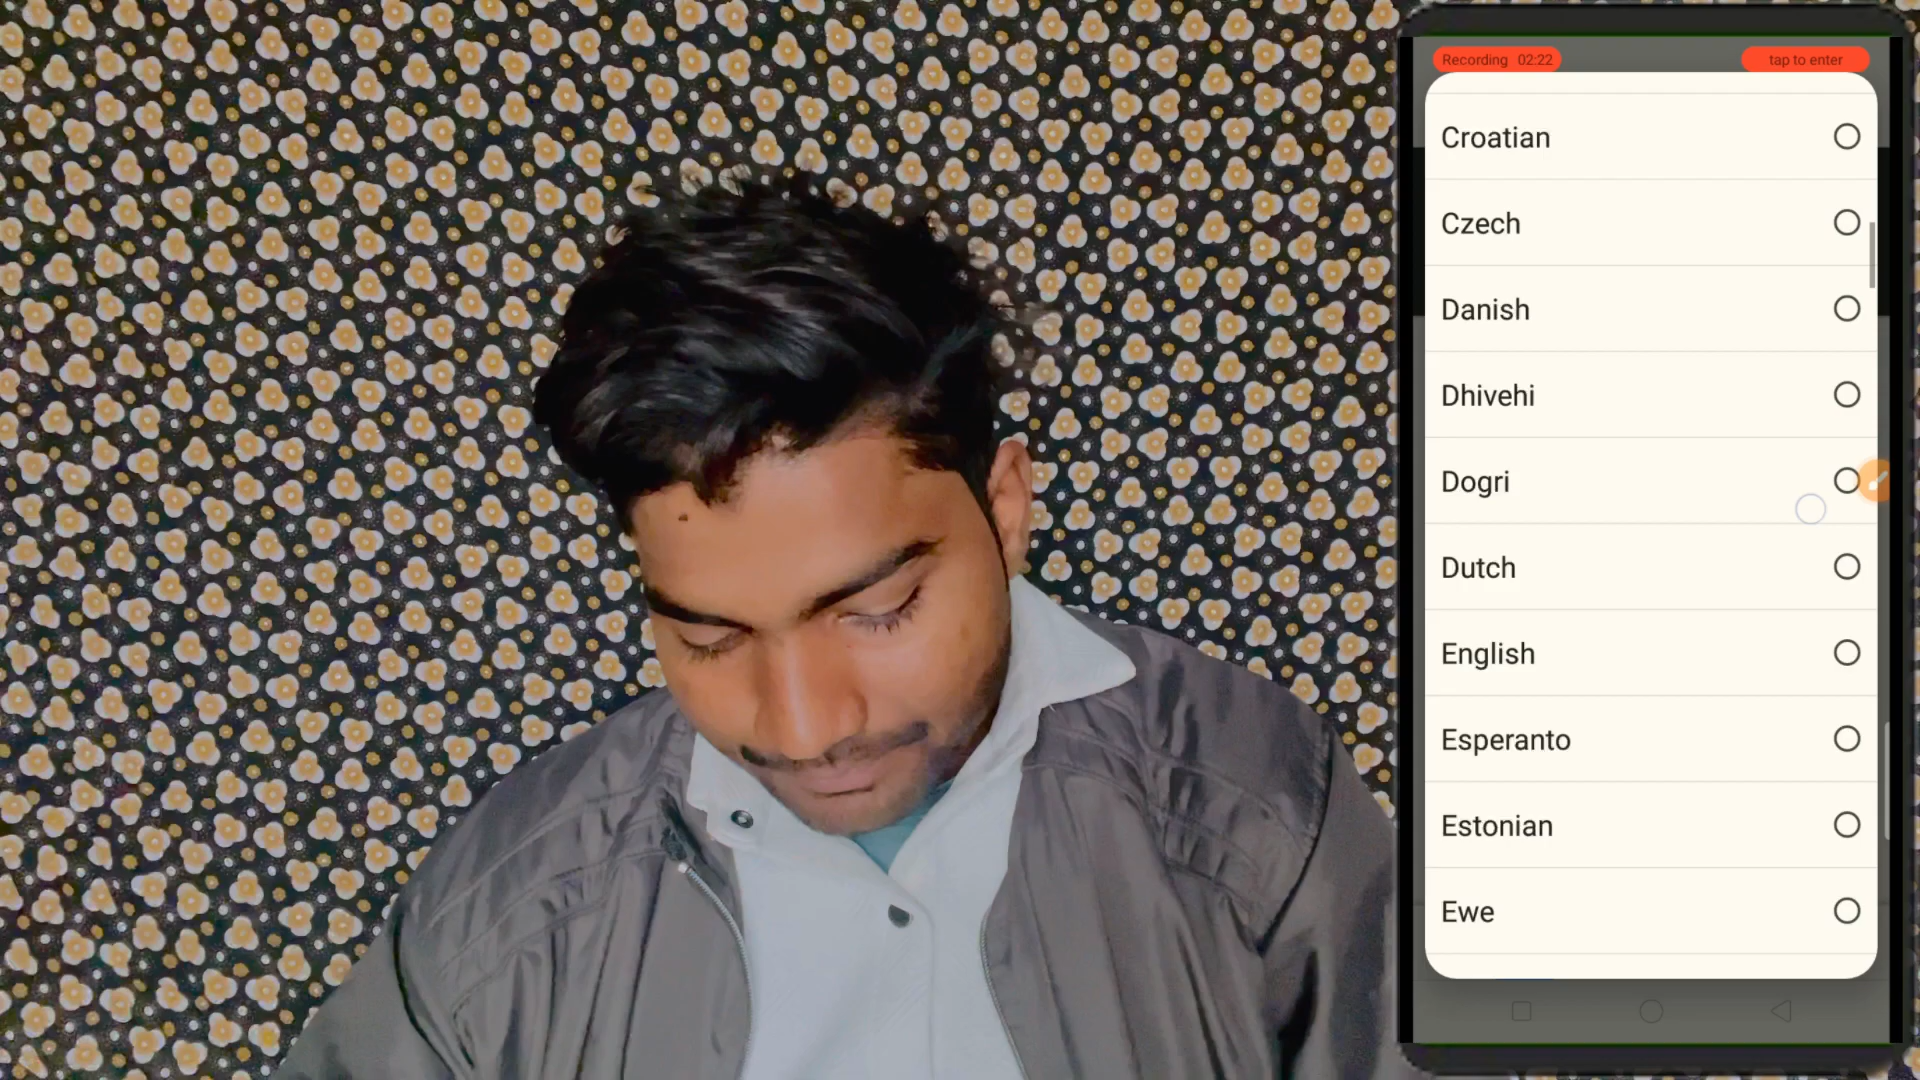 Recording 02:22
tap to enter
Croatian
Czech
Danish
Dhivehi
Dogri
Dutch
English
Esperanto
Estonian
Ewe